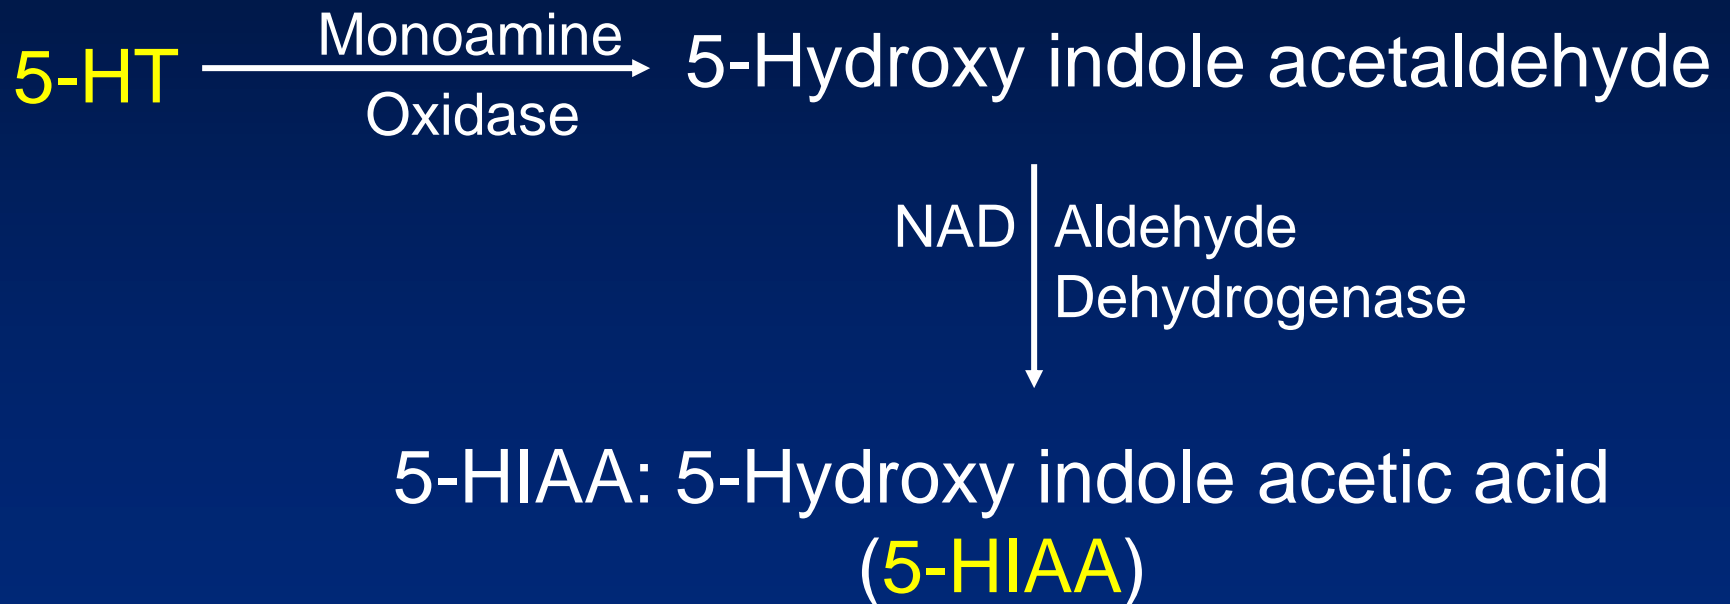 5-HT
Monoamine
Oxidase
5-Hydroxy indole acetaldehyde
NAD
Aldehyde
Dehydrogenase
5-HIAA: 5-Hydroxy indole acetic acid
(5-HIAA)